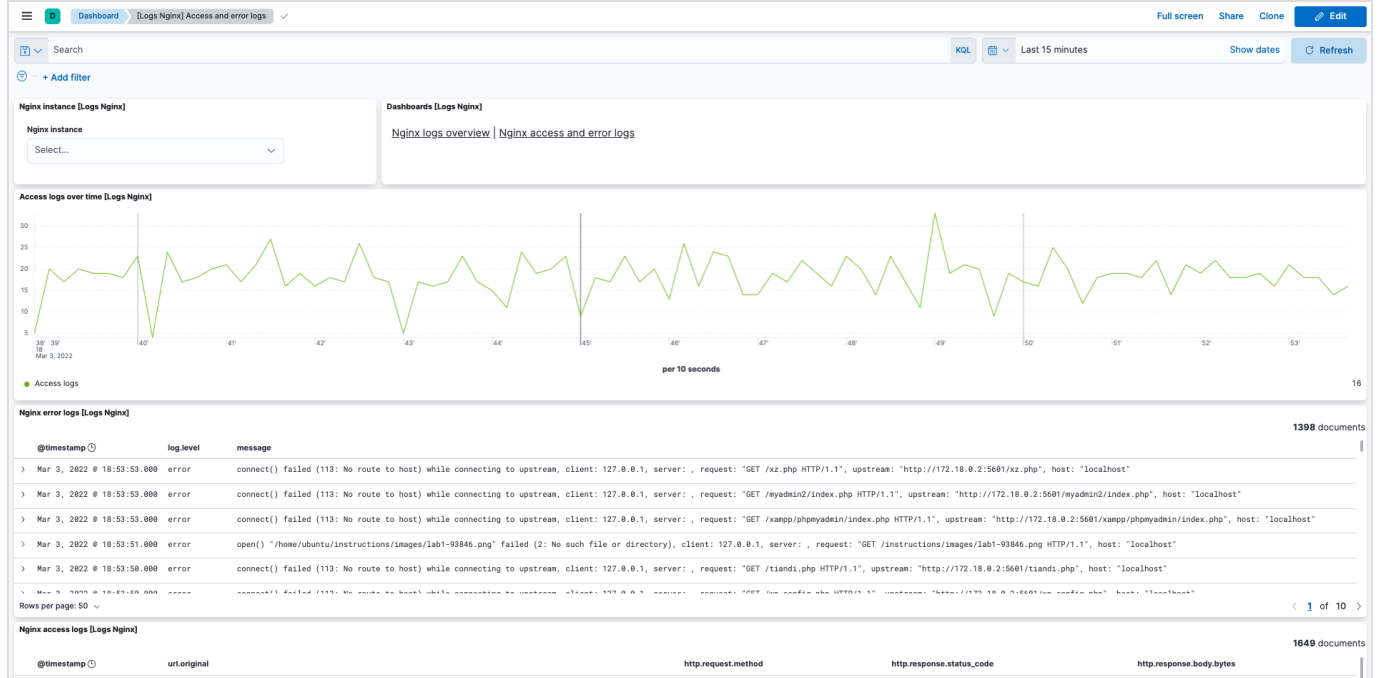 D Dashboard [Logs Nginx] Access and error logs Full screen Share Clone Edit
Search KQL Last 15 minutes Show dates Refresh
+ Add filter
Nginx instance [Logs Nginx] Dashboards [Logs Nginx]
Nginx instance Nginx logs overview | Nginx access and error logs
Select...
Access logs over time [Logs Nginx]
30
25
20
15
10
5
38' 39' 40' 41' 42' 43' 44' 45' 46' 47' 48' 49' 50' 51' 52' 53'
18
Mar 3, 2022
per 10 seconds
Access logs 16
Nginx error logs [Logs Nginx]
1398 documents
@timestamp log.level message
Mar 3, 2022 @ 18:53:53.000 error connect() failed (113: No route to host) while connecting to upstream, client: 127.0.0.1, server: , request: "GET /xz.php HTTP/1.1", upstream: "http://172.18.0.2:5601/xz.php", host: "localhost"
Mar 3, 2022 @ 18:53:53.000 error connect() failed (113: No route to host) while connecting to upstream, client: 127.0.0.1, server: , request: "GET /myadmin2/index.php HTTP/1.1", upstream: "http://172.18.0.2:5601/myadmin2/index.php", host: "localhost"
Mar 3, 2022 @ 18:53:53.000 error connect() failed (113: No route to host) while connecting to upstream, client: 127.0.0.1, server: , request: "GET /xampp/phpmyadmin/index.php HTTP/1.1", upstream: "http://172.18.0.2:5601/xampp/phpmyadmin/index.php", host: "localhost"
Mar 3, 2022 @ 18:53:51.000 error open() "/home/ubuntu/instructions/images/lab1-93846.png" failed (2: No such file or directory), client: 127.0.0.1, server: , request: "GET /instructions/images/lab1-93846.png HTTP/1.1", host: "localhost"
Mar 3, 2022 @ 18:53:50.000 error connect() failed (113: No route to host) while connecting to upstream, client: 127.0.0.1, server: , request: "GET /tiandi.php HTTP/1.1", upstream: "http://172.18.0.2:5601/tiandi.php", host: "localhost"
Rows per page: 50 1 of 10
Nginx access logs [Logs Nginx]
1649 documents
@timestamp url.original http.request.method http.response.status_code http.response.body.bytes